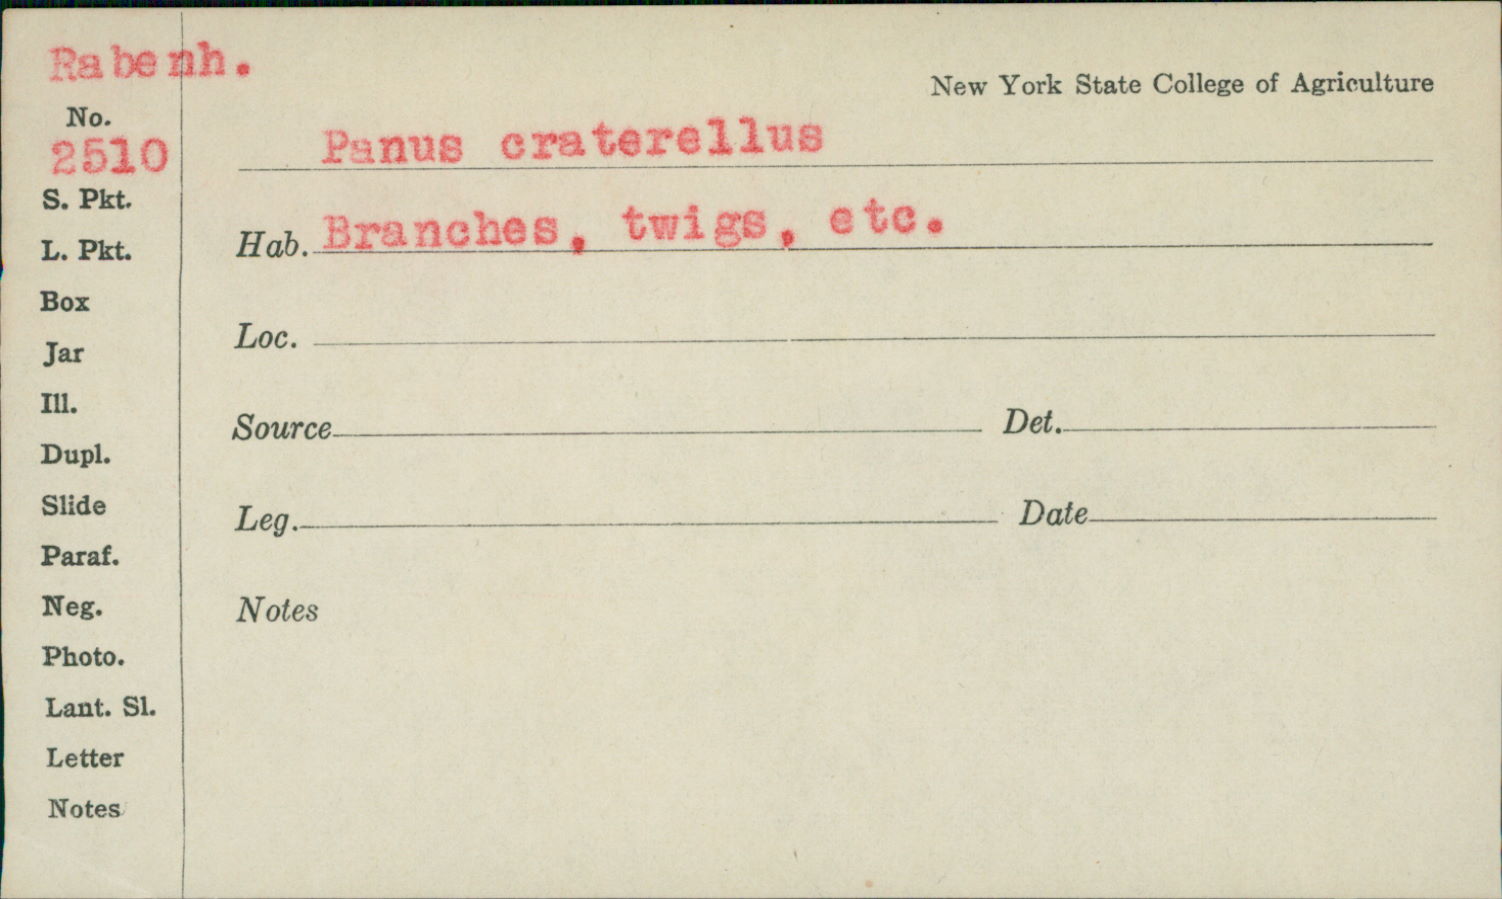 Rabenh.
New York State College of Agriculture
No.
2510
Panus craterellus
S. Pkt.
Hab. Branches, twigs, etc.
L. Pkt.
Box
Loc.
Jar
Ill.
Source Det.
Dupl.
Slide
Leg. Date
Paraf.
Neg.
Notes
Photo.
Lant. Sl.
Letter
Notes